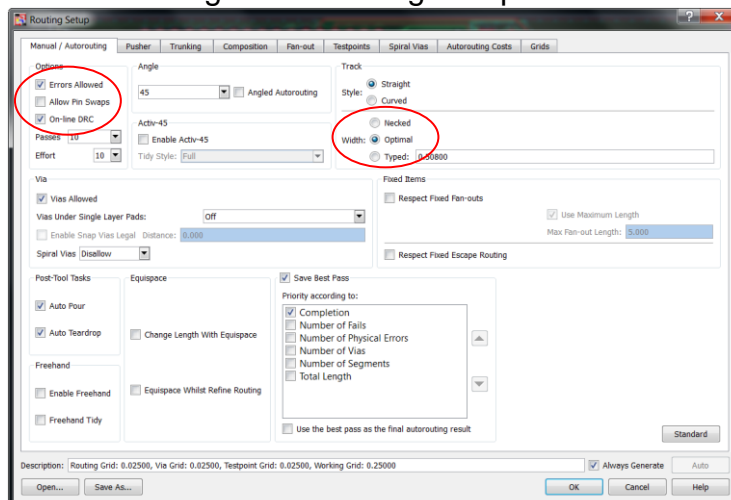 Routing Setup
Manual / Autorouting Pusher Trunking Composition Fan-out Testpoints Spiral Vias Autorouting Costs Grids
Options
Errors Allowed
Allow Pin Swaps
On-line DRC
Passes 10
Effort 10
Angle
45 Angled Autorouting
Activ-45
Enable Activ-45
Tidy Style: Full
Track
Style: Straight
Curved
Necked
Width: Optimal
Typed: 0.50800
Via
Vias Allowed
Vias Under Single Layer Pads: Off
Enable Snap Vias Legal Distance: 0.000
Spiral Vias Disallow
Fixed Items
Respect Fixed Fan-outs
Use Maximum Length
Max Fan-out Length: 5.000
Respect Fixed Escape Routing
Post-Tool Tasks
Auto Pour
Auto Teardrop
Freehand
Enable Freehand
Freehand Tidy
Equispace
Change Length With Equispace
Equispace Whilst Refine Routing
Save Best Pass
Priority according to:
Completion
Number of Fails
Number of Physical Errors
Number of Vias
Number of Segments
Total Length
Use the best pass as the final autorouting result
Standard
Description: Routing Grid: 0.02500, Via Grid: 0.02500, Testpoint Grid: 0.02500, Working Grid: 0.25000
Always Generate Auto
Open... Save As... OK Cancel Help